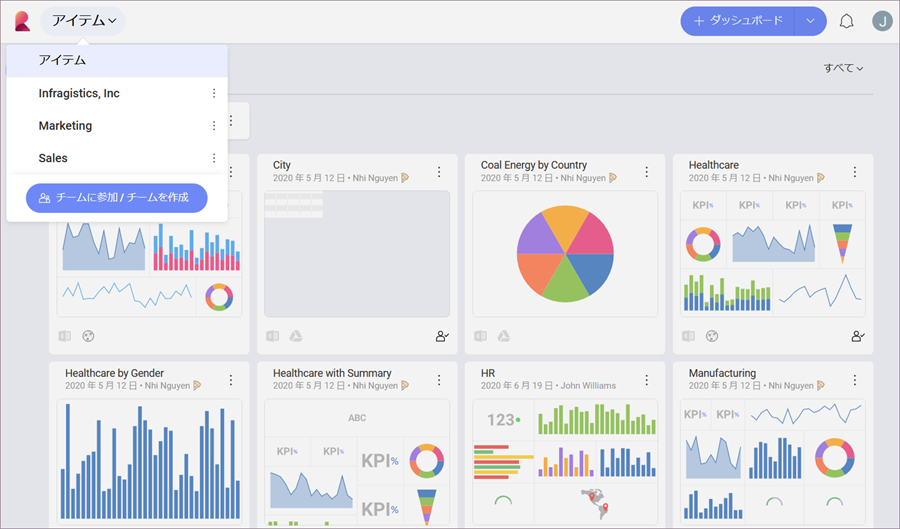 アイテム
+ ダッシュボード
J
アイテム
Infragistics, Inc
Marketing
Sales
チームに参加 / チームを作成
すべて
City
2020 年 5 月 12 日 • Nhi Nguyen
Coal Energy by Country
2020 年 5 月 12 日 • Nhi Nguyen
Healthcare
2020 年 5 月 12 日 • Nhi Nguyen
KPI% KPI% KPI% KPI%
Healthcare by Gender
2020 年 5 月 12 日 • Nhi Nguyen
Healthcare with Summary
2020 年 5 月 12 日 • Nhi Nguyen
ABC
KPI% KPI% KPI%
KPI%
HR
2020 年 6 月 19 日 • John Williams
123
Manufacturing
2020 年 5 月 12 日 • Nhi Nguyen
KPI% KPI%